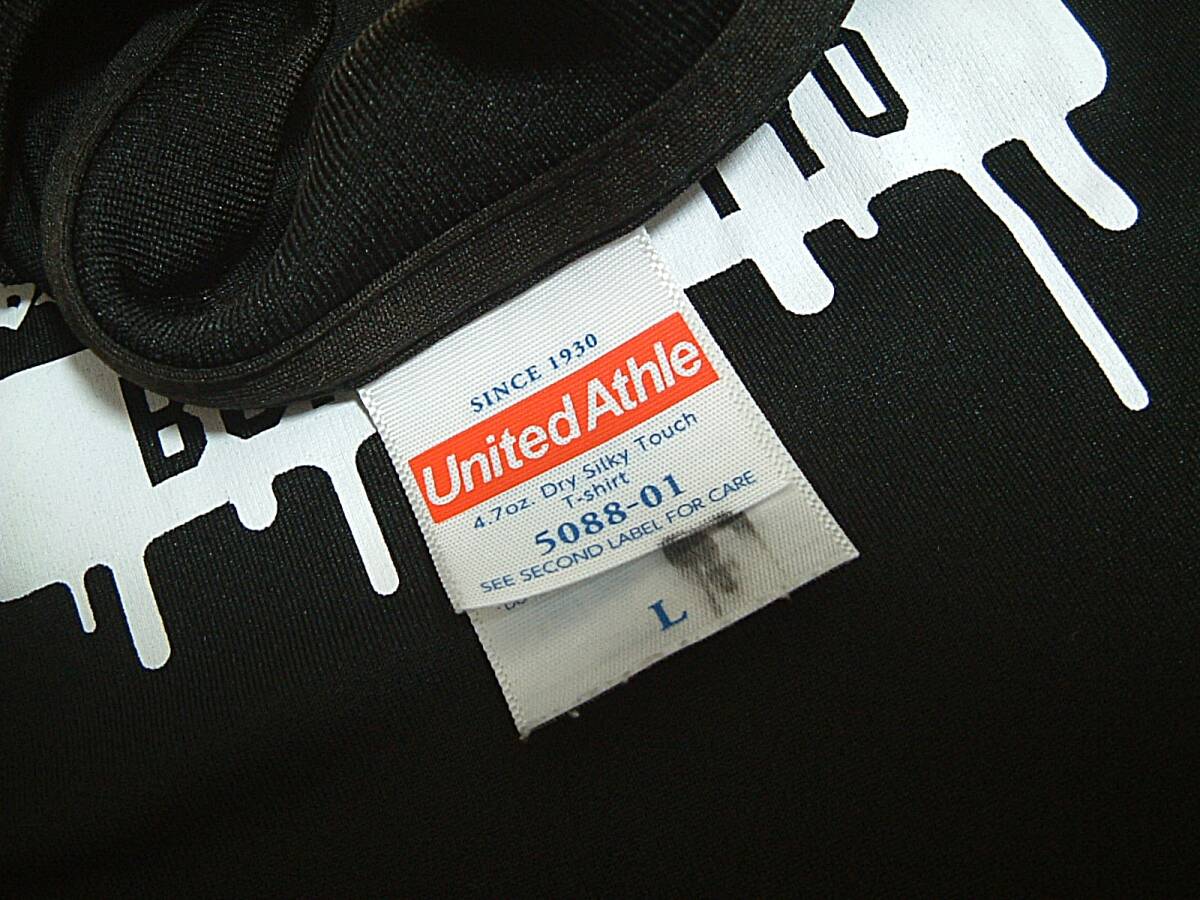 SINCE 1930
United Athle
4.7oz. Dry Silky Touch
T-shirt
5088-01
SEE SECOND LABEL FOR CARE
L